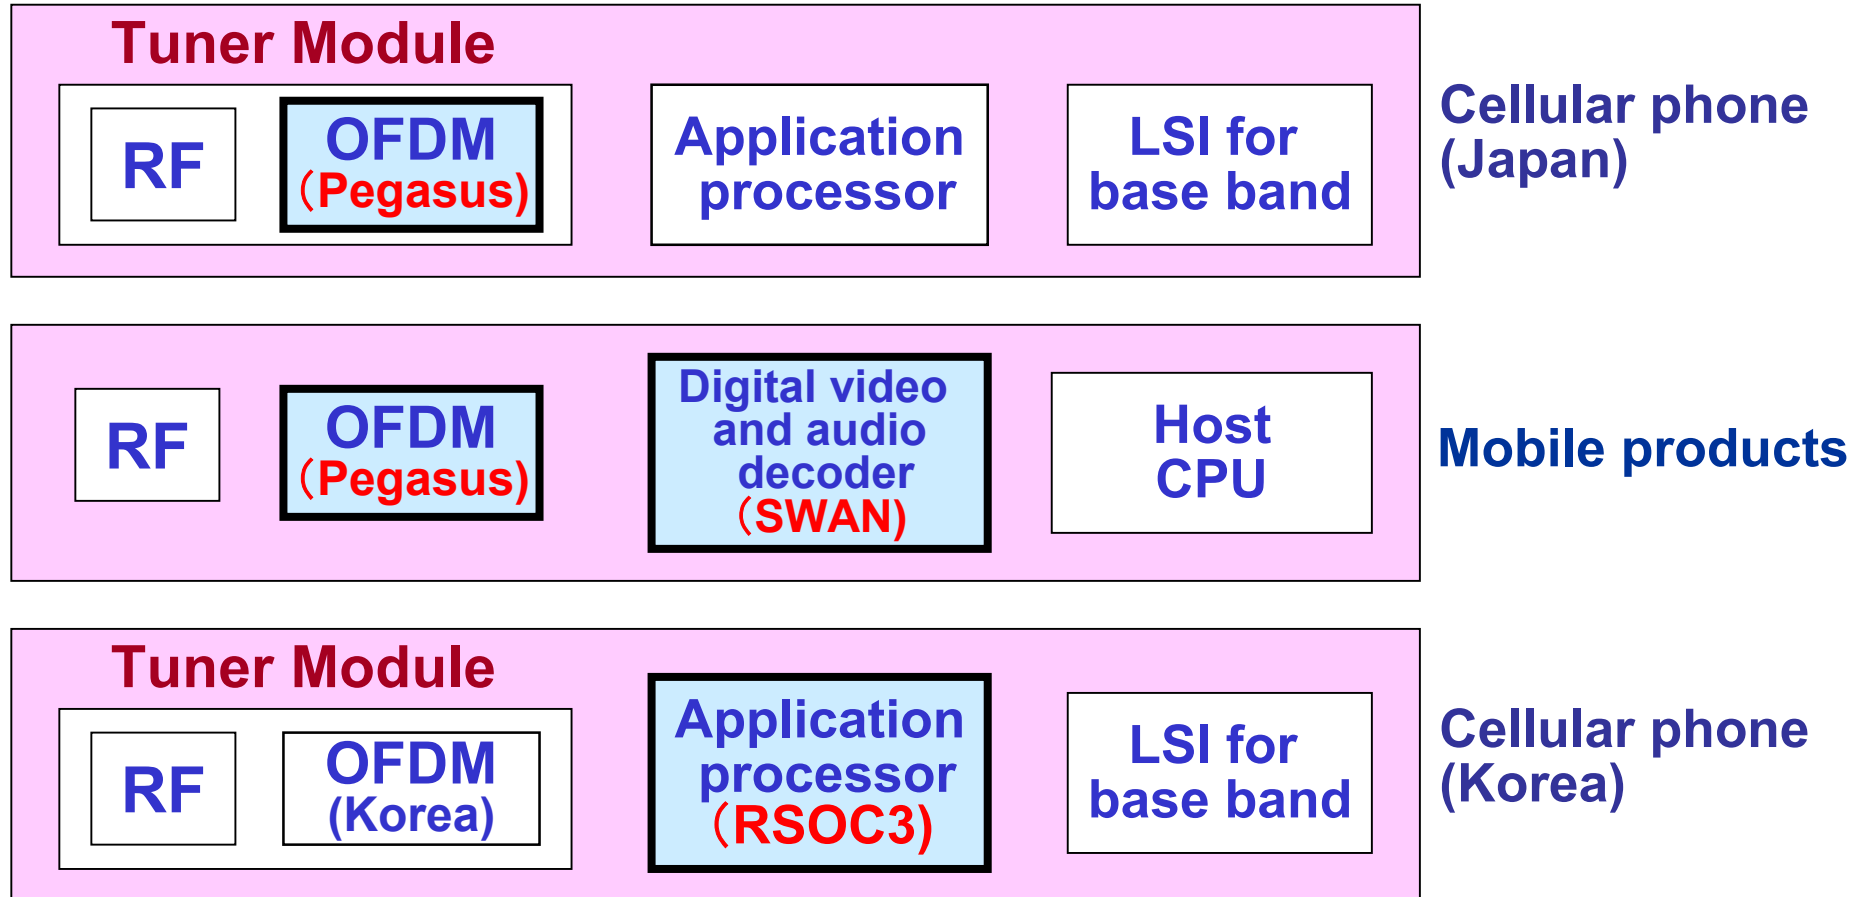 Tuner Module
RF
OFDM
（Pegasus)
Application
processor
LSI for
base band
Cellular phone
(Japan)
RF
OFDM
（Pegasus)
Digital video
and audio
decoder
（SWAN)
Host
CPU
Mobile products
Tuner Module
RF
OFDM
(Korea)
Application
processor
（RSOC3)
LSI for
base band
Cellular phone
(Korea)